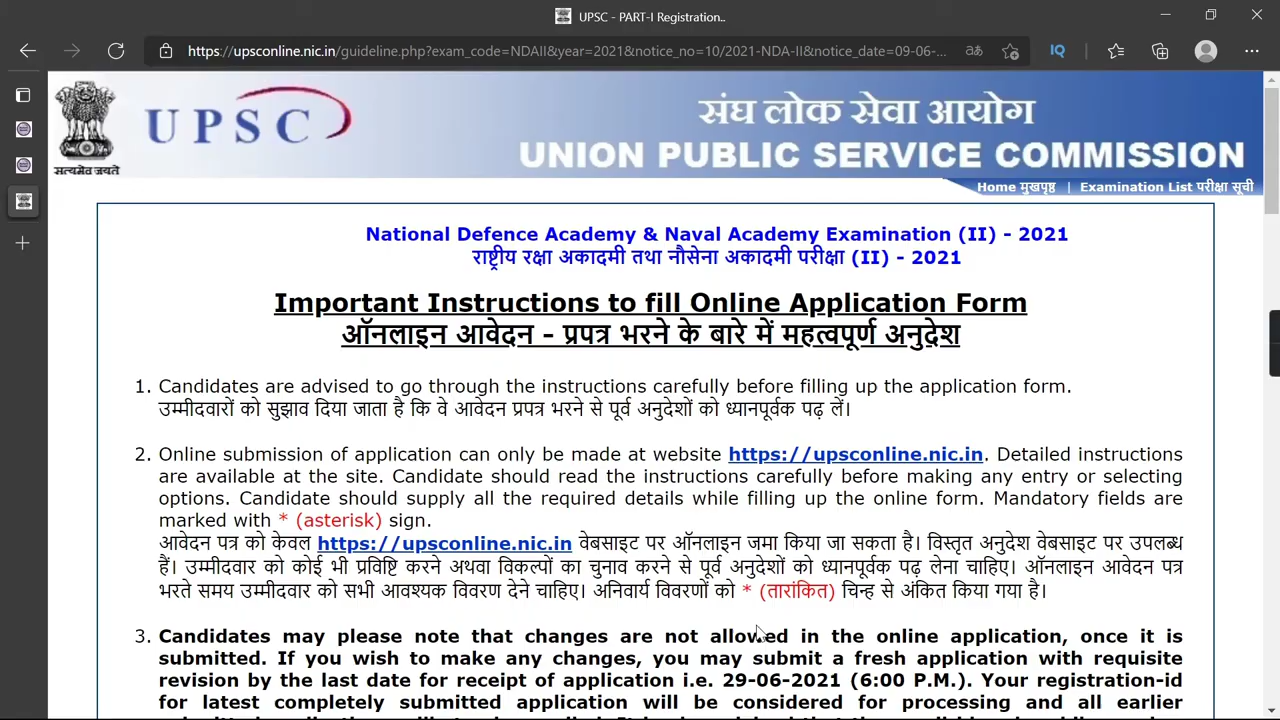 UPSC - PART-I Registration..
https://upsconline.nic.in/guideline.php?exam_code=NDAII&year=2021&notice_no=10/2021-NDA-II&notice_date=09-06-...
IQ
सत्यमेव जयते
UPSC
संघ लोक सेवा आयोग
UNION PUBLIC SERVICE COMMISSION
Home मुखपृष्ठ | Examination List परीक्षा सूची
National Defence Academy & Naval Academy Examination (II) - 2021
राष्ट्रीय रक्षा अकादमी तथा नौसेना अकादमी परीक्षा (II) - 2021
Important Instructions to fill Online Application Form
ऑनलाइन आवेदन - प्रपत्र भरने के बारे में महत्वपूर्ण अनुदेश
1. Candidates are advised to go through the instructions carefully before filling up the application form.
उम्मीदवारों को सुझाव दिया जाता है कि वे आवेदन प्रपत्र भरने से पूर्व अनुदेशों को ध्यानपूर्वक पढ़ लें।
2. Online submission of application can only be made at website https://upsconline.nic.in. Detailed instructions
are available at the site. Candidate should read the instructions carefully before making any entry or selecting
options. Candidate should supply all the required details while filling up the online form. Mandatory fields are
marked with * (asterisk) sign.
आवेदन पत्र को केवल https://upsconline.nic.in वेबसाइट पर ऑनलाइन जमा किया जा सकता है। विस्तृत अनुदेश वेबसाइट पर उपलब्ध
हैं। उम्मीदवार को कोई भी प्रविष्टि करने अथवा विकल्पों का चुनाव करने से पूर्व अनुदेशों को ध्यानपूर्वक पढ़ लेना चाहिए। ऑनलाइन आवेदन पत्र
भरते समय उम्मीदवार को सभी आवश्यक विवरण देने चाहिए। अनिवार्य विवरणों को * (तारांकित) चिन्ह से अंकित किया गया है।
3. Candidates may please note that changes are not allowed in the online application, once it is
submitted. If you wish to make any changes, you may submit a fresh application with requisite
revision by the last date for receipt of application i.e. 29-06-2021 (6:00 P.M.). Your registration-id
for latest completely submitted application will be considered for processing and all earlier